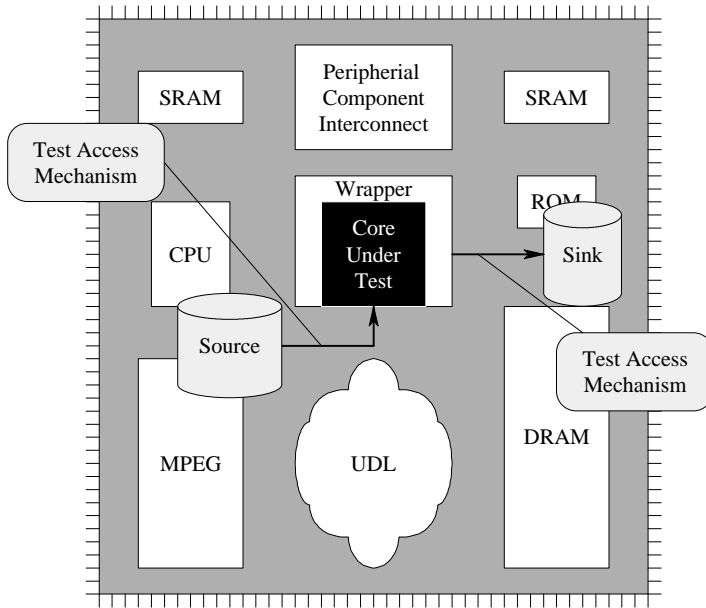 SRAM
Peripherial
Component
Interconnect
SRAM
Test Access
Mechanism
Wrapper
ROM
CPU
Core
Under
Test
Sink
Source
Test Access
Mechanism
MPEG
UDL
DRAM